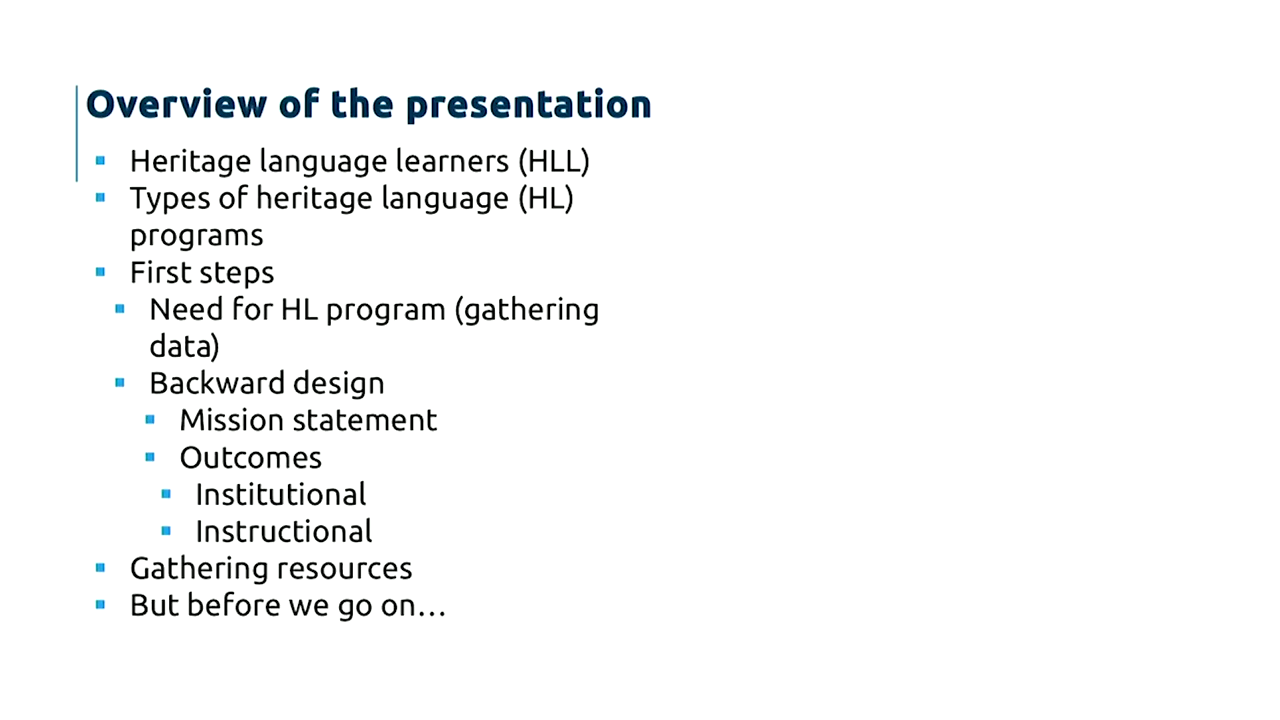 Overview of the presentation
Heritage language learners (HLL)
Types of heritage language (HL)
programs
First steps
Need for HL program (gathering
data)
Backward design
Mission statement
Outcomes
Institutional
Instructional
Gathering resources
But before we go on…